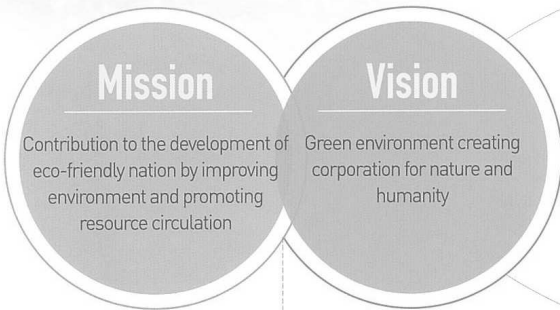 Mission
Contribution to the development of
eco-friendly nation by improving
environment and promoting
resource circulation
Vision
Green environment creating
corporation for nature and
humanity